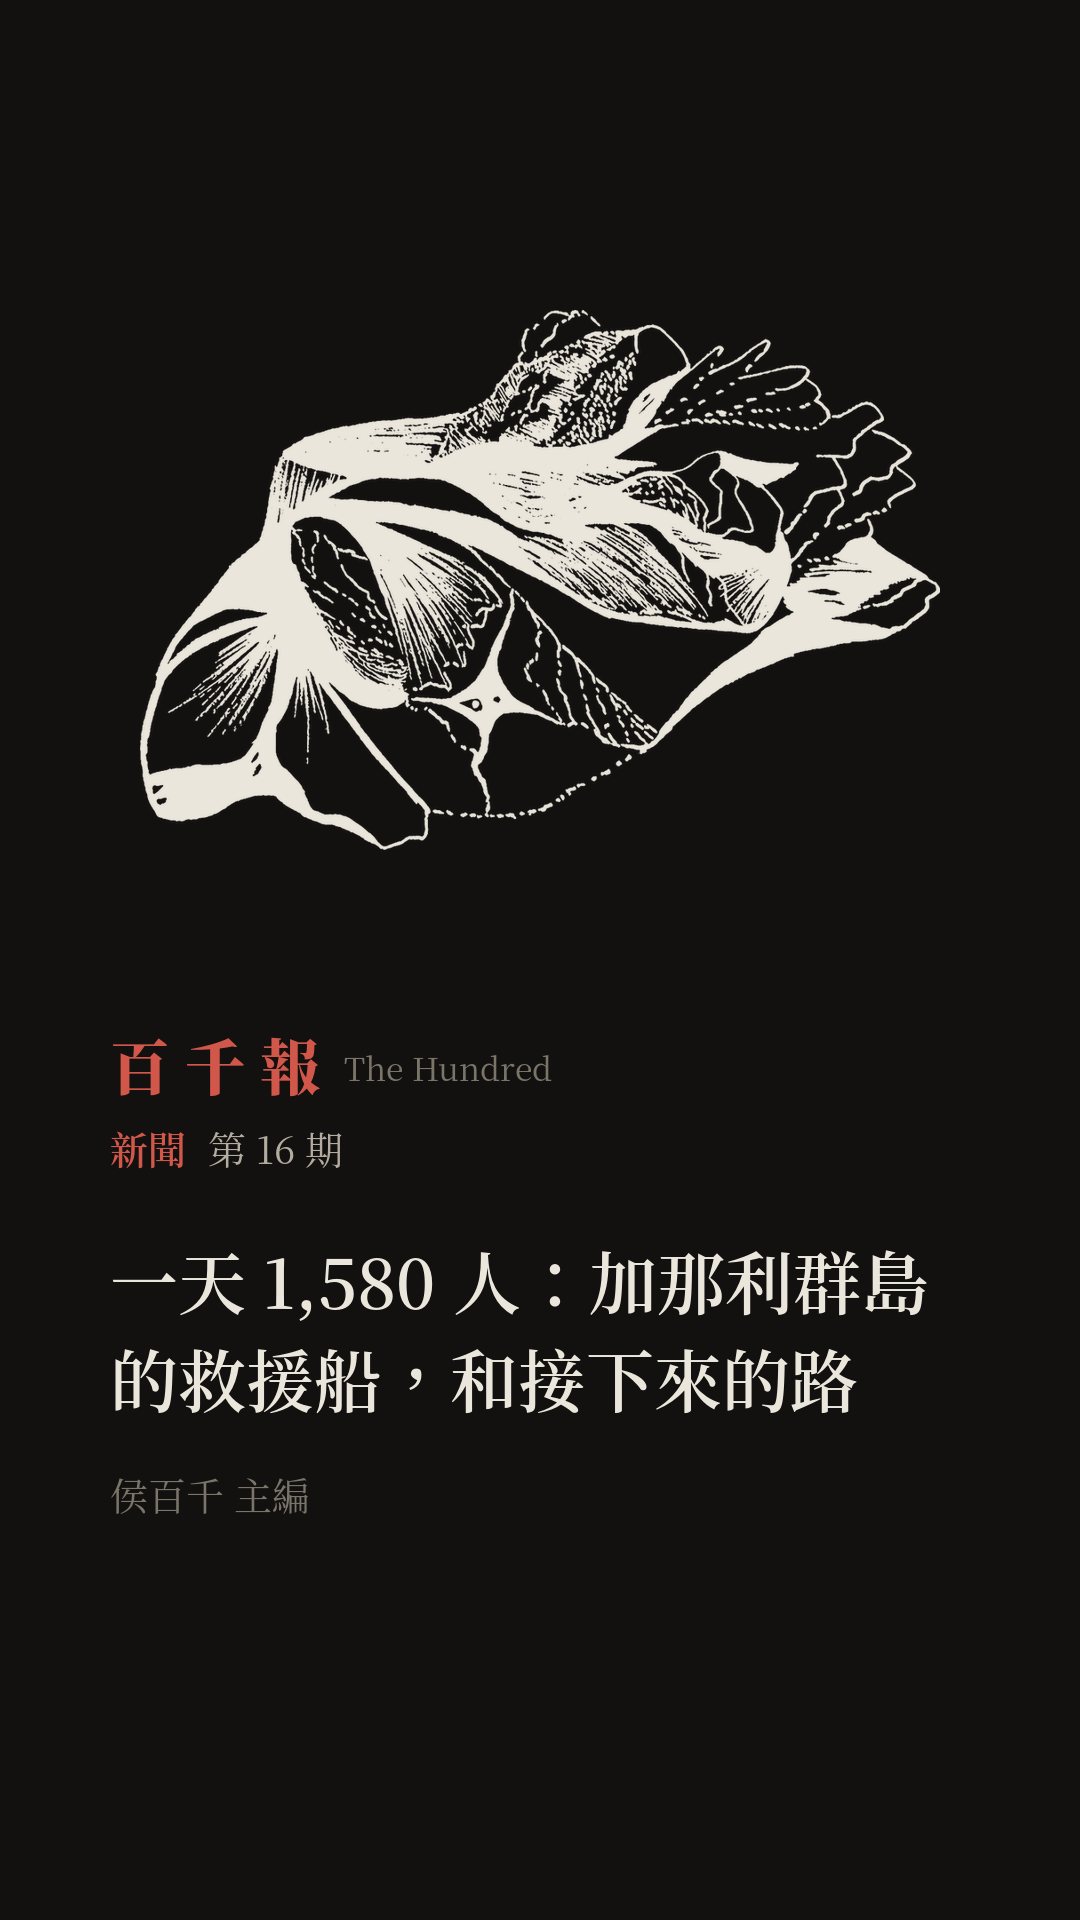 百千報 The Hundred
新聞 第 16 期
一天 1,580 人：加那利群島
的救援船，和接下來的路
侯百千 主編